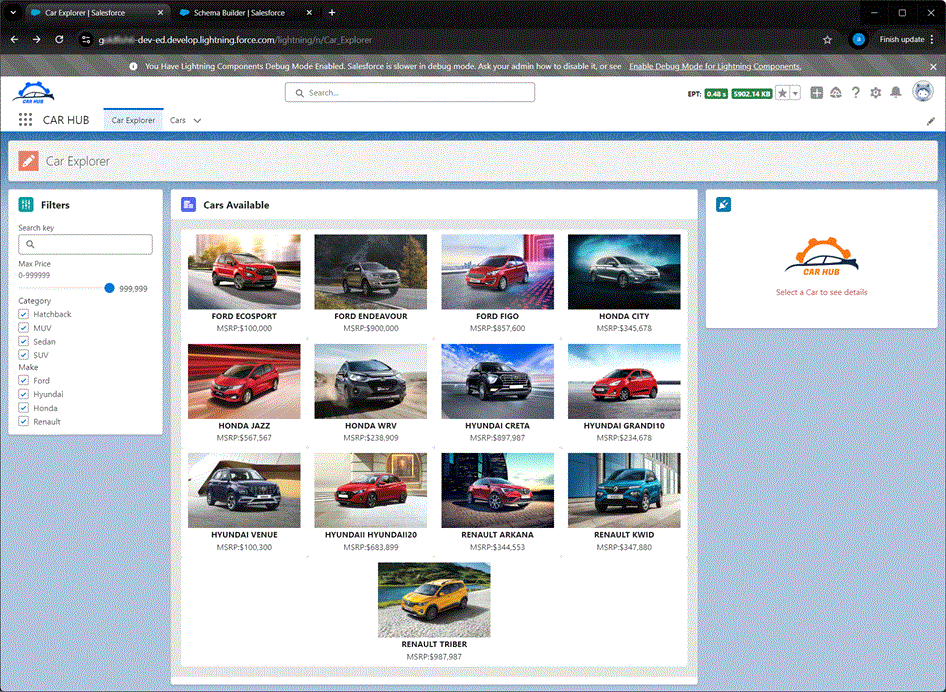 Car Explorer | Salesforce
Schema Builder | Salesforce
-dev-ed.develop.lightning.force.com/lightning/n/Car_Explorer
Finish update
You Have Lightning Components Debug Mode Enabled. Salesforce is slower in debug mode. Ask your admin how to disable it, or see Enable Debug Mode for Lightning Components.
CAR HUB
Search...
EPT: 0.48 s 5902.14 KB
CAR HUB
Car Explorer
Cars
Car Explorer
Filters
Search key
Max Price
0-999999
999,999
Category
Hatchback
MUV
Sedan
SUV
Make
Ford
Hyundai
Honda
Renault
Cars Available
FORD ECOSPORT
MSRP:$100,000
FORD ENDEAVOUR
MSRP:$900,000
FORD FIGO
MSRP:$857,600
HONDA CITY
MSRP:$345,678
HONDA JAZZ
MSRP:$567,567
HONDA WRV
MSRP:$238,909
HYUNDAI CRETA
MSRP:$897,987
HYUNDAI GRANDI10
MSRP:$234,678
HYUNDAI VENUE
MSRP:$100,300
HYUNDAII HYUNDAII20
MSRP:$683,899
RENAULT ARKANA
MSRP:$344,553
RENAULT KWID
MSRP:$347,880
RENAULT TRIBER
MSRP:$987,987
CAR HUB
Select a Car to see details